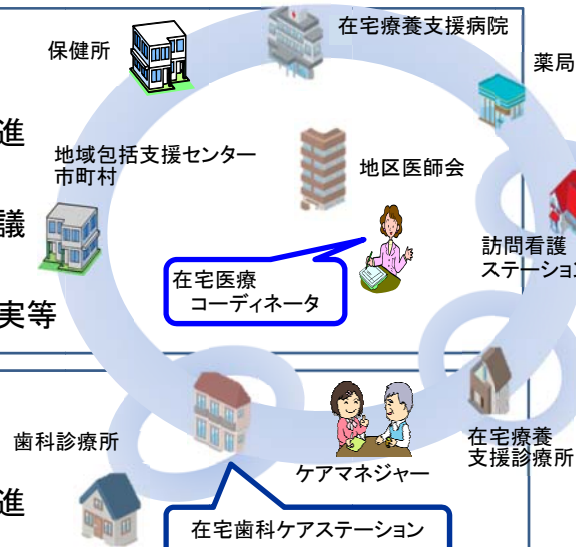 保健所
在宅療養支援病院
薬局
進
地域包括支援センター
市町村
地区医師会
議
訪問看護
ステーション
在宅医療
コーディネータ
実等
歯科診療所
ケアマネジャー
在宅療養
支援診療所
進
在宅歯科ケアステーション